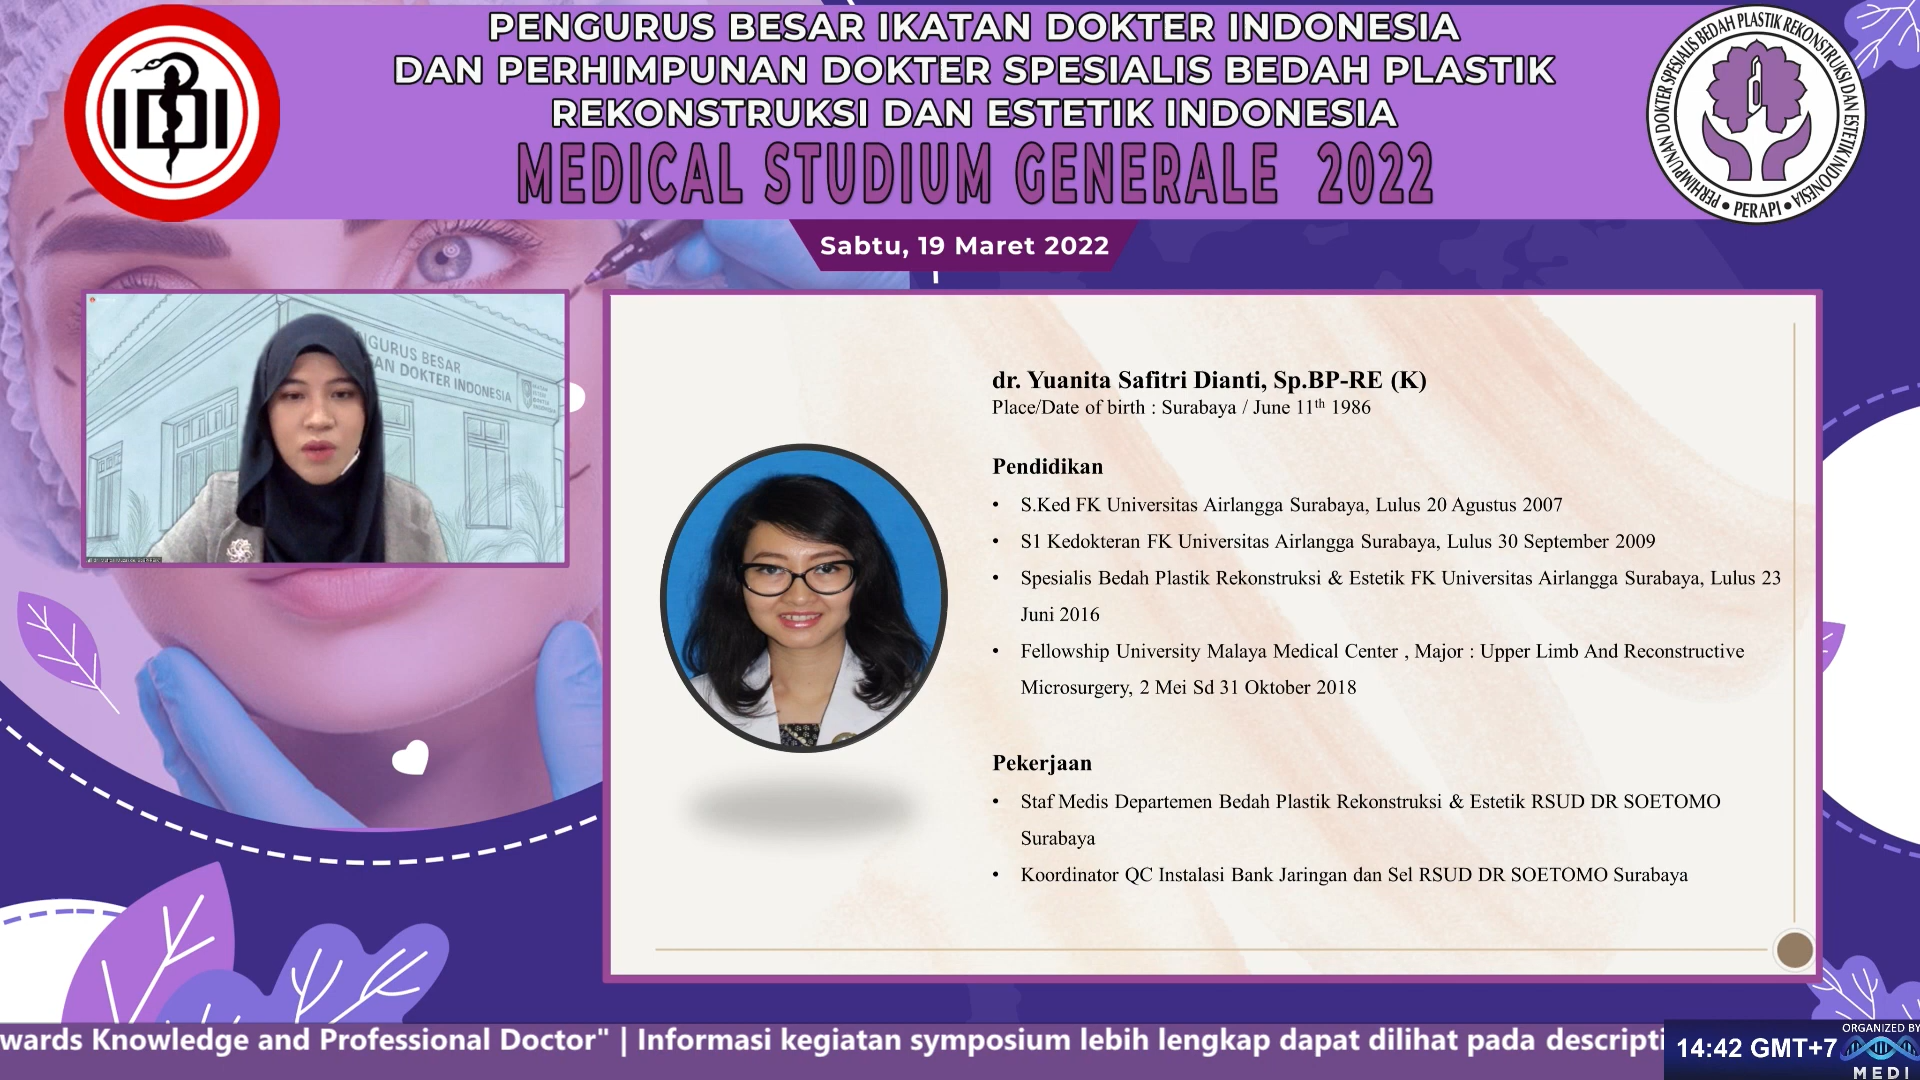 PENGURUS BESAR IKATAN DOKTER INDONESIA
DAN PERHIMPUNAN DOKTER SPESIALIS BEDAH PLASTIK
REKONSTRUKSI DAN ESTETIK INDONESIA
MEDICAL STUDIUM GENERALE 2022
IDI
PERHIMPUNAN DOKTER SPESIALIS BEDAH PLASTIK REKONSTRUKSI DAN ESTETIK INDONESIA
• PERAPI •
Sabtu, 19 Maret 2022
NGURUS BESAR
AN DOKTER INDONESIA
dr. Yuanita Safitri Dianti, Sp.BP-RE (K)
Place/Date of birth : Surabaya / June 11th 1986
Pendidikan
• S.Ked FK Universitas Airlangga Surabaya, Lulus 20 Agustus 2007
• S1 Kedokteran FK Universitas Airlangga Surabaya, Lulus 30 September 2009
• Spesialis Bedah Plastik Rekonstruksi & Estetik FK Universitas Airlangga Surabaya, Lulus 23
Juni 2016
• Fellowship University Malaya Medical Center , Major : Upper Limb And Reconstructive
Microsurgery, 2 Mei Sd 31 Oktober 2018
Pekerjaan
• Staf Medis Departemen Bedah Plastik Rekonstruksi & Estetik RSUD DR SOETOMO
Surabaya
• Koordinator QC Instalasi Bank Jaringan dan Sel RSUD DR SOETOMO Surabaya
wards Knowledge and Professional Doctor" | Informasi kegiatan symposium lebih lengkap dapat dilihat pada descripti
14:42 GMT+7
ORGANIZED BY
MEDI